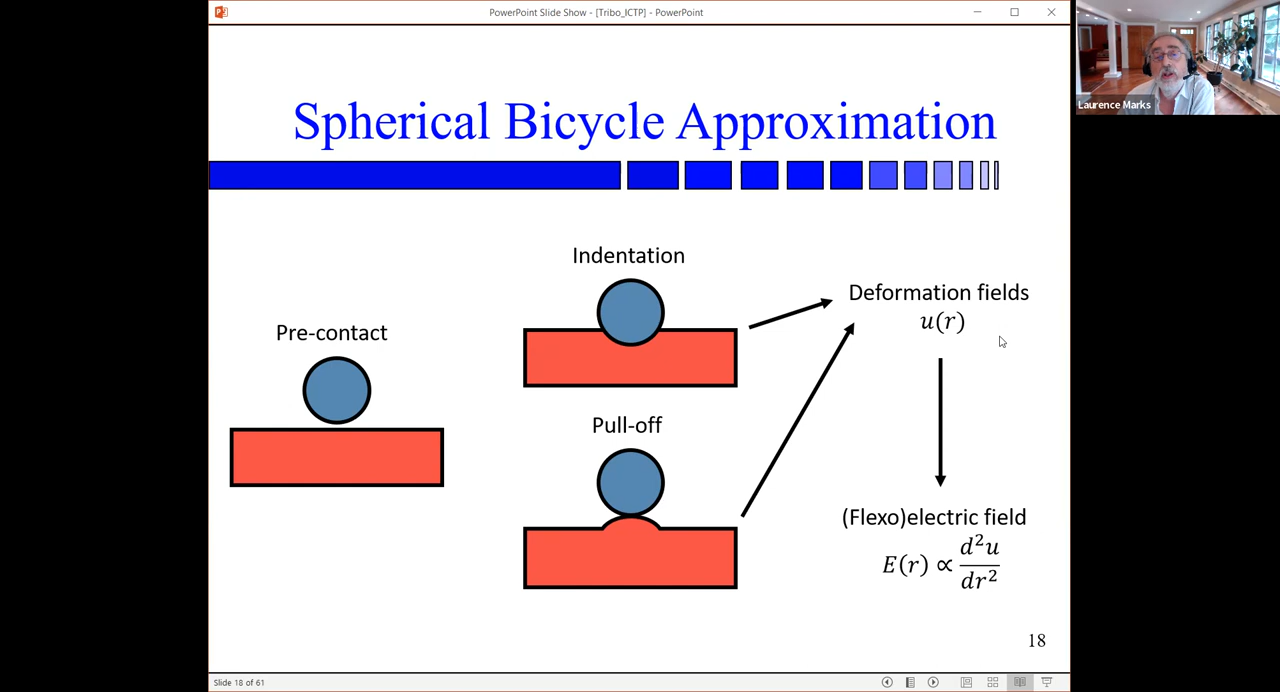 PowerPoint Slide Show - [Tribo_ICTP] - PowerPoint
Laurence Marks
Spherical Bicycle Approximation
Indentation
Deformation fields
u(r)
Pre-contact
Pull-off
(Flexo)electric field
E(r) ∝ d²u/dr²
18
Slide 18 of 61